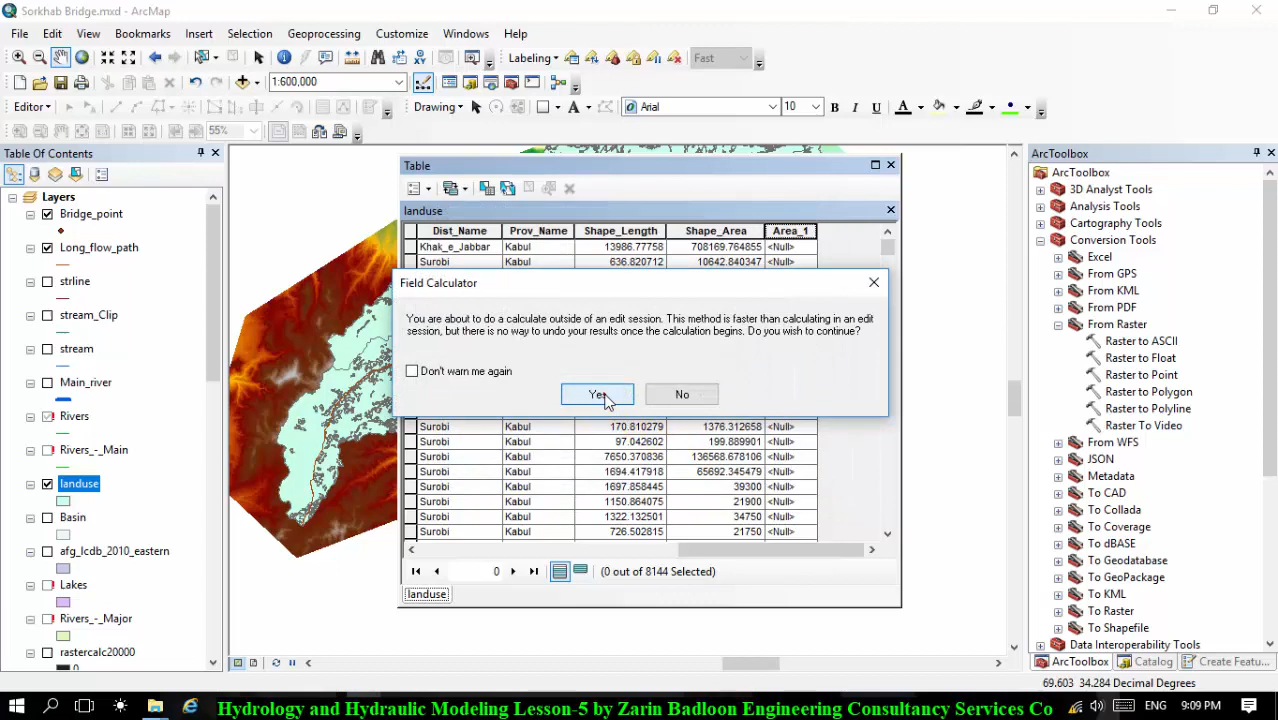 Sorkhab Bridge.mxd - ArcMap
File Edit View Bookmarks Insert Selection Geoprocessing Customize Windows Help
Labeling Fast
1:600,000
Editor Drawing Arial 10 B I U A
55%
Table Of Contents
Layers
Bridge_point
Long_flow_path
strline
stream_Clip
stream
Main_river
Rivers
Rivers_-_Main
landuse
Basin
afg_lcdb_2010_eastern
Lakes
Rivers_-_Major
rastercalc20000
0
Table
landuse
Dist_Name Prov_Name Shape_Length Shape_Area Area_1
Khak_e_Jabbar Kabul 13986.77758 708169.764855 <Null>
Surobi Kabul 636.820712 10642.840347 <Null>
Field Calculator
You are about to do a calculate outside of an edit session. This method is faster than calculating in an edit
session, but there is no way to undo your results once the calculation begins. Do you wish to continue?
Don't warn me again
Yes No
Surobi Kabul 170.810279 1376.312658 <Null>
Surobi Kabul 97.042602 199.889901 <Null>
Surobi Kabul 7650.370836 136568.678106 <Null>
Surobi Kabul 1694.417918 65692.345479 <Null>
Surobi Kabul 1697.858445 39300 <Null>
Surobi Kabul 1150.864075 21900 <Null>
Surobi Kabul 1322.132501 34750 <Null>
Surobi Kabul 726.502815 21750 <Null>
0 (0 out of 8144 Selected)
landuse
ArcToolbox
ArcToolbox
3D Analyst Tools
Analysis Tools
Cartography Tools
Conversion Tools
Excel
From GPS
From KML
From PDF
From Raster
Raster to ASCII
Raster to Float
Raster to Point
Raster to Polygon
Raster to Polyline
Raster To Video
From WFS
JSON
Metadata
To CAD
To Collada
To Coverage
To dBASE
To Geodatabase
To GeoPackage
To KML
To Raster
To Shapefile
Data Interoperability Tools
ArcToolbox Catalog Create Featu...
69.603 34.284 Decimal Degrees
Hydrology and Hydraulic Modeling Lesson-5 by Zarin Badloon Engineering Consultancy Services Co
ENG 9:09 PM